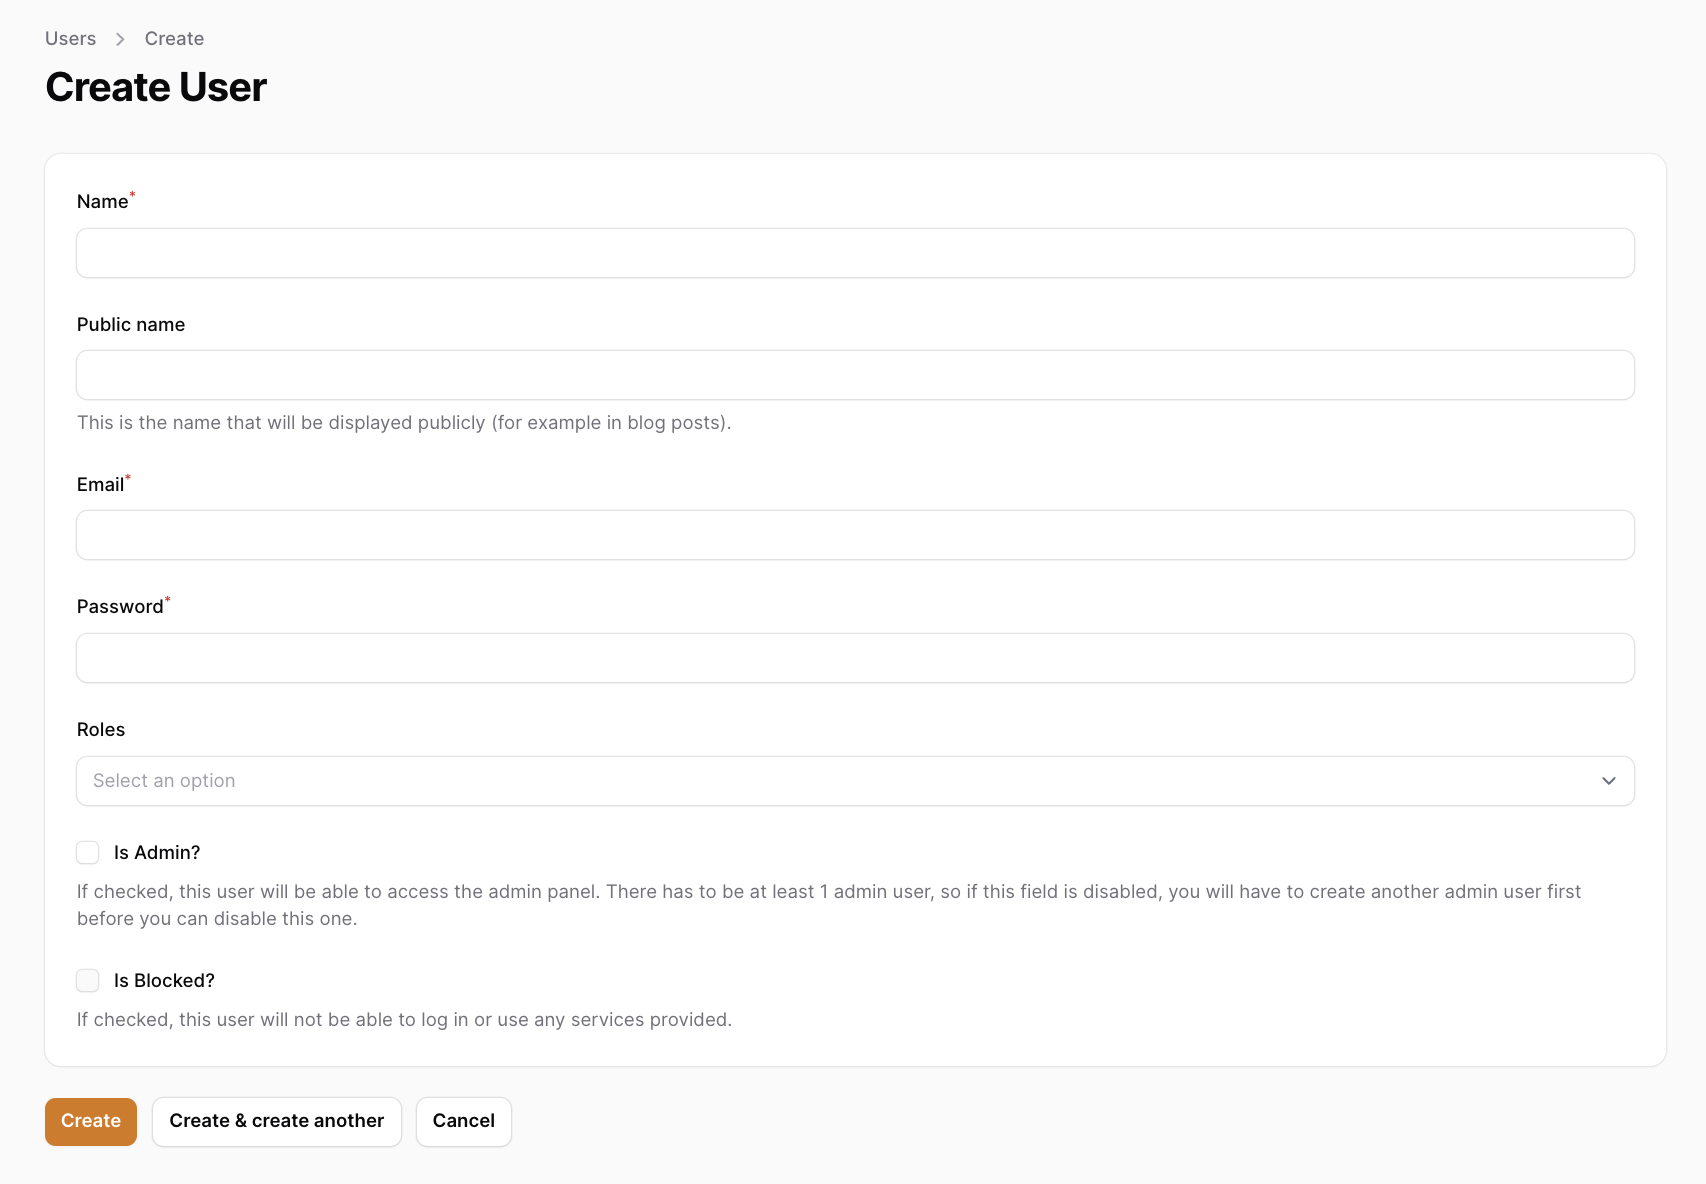 Users > Create
Create User
Name*
Public name
This is the name that will be displayed publicly (for example in blog posts).
Email*
Password*
Roles
Select an option
Is Admin?
If checked, this user will be able to access the admin panel. There has to be at least 1 admin user, so if this field is disabled, you will have to create another admin user first
before you can disable this one.
Is Blocked?
If checked, this user will not be able to log in or use any services provided.
Create Create & create another Cancel